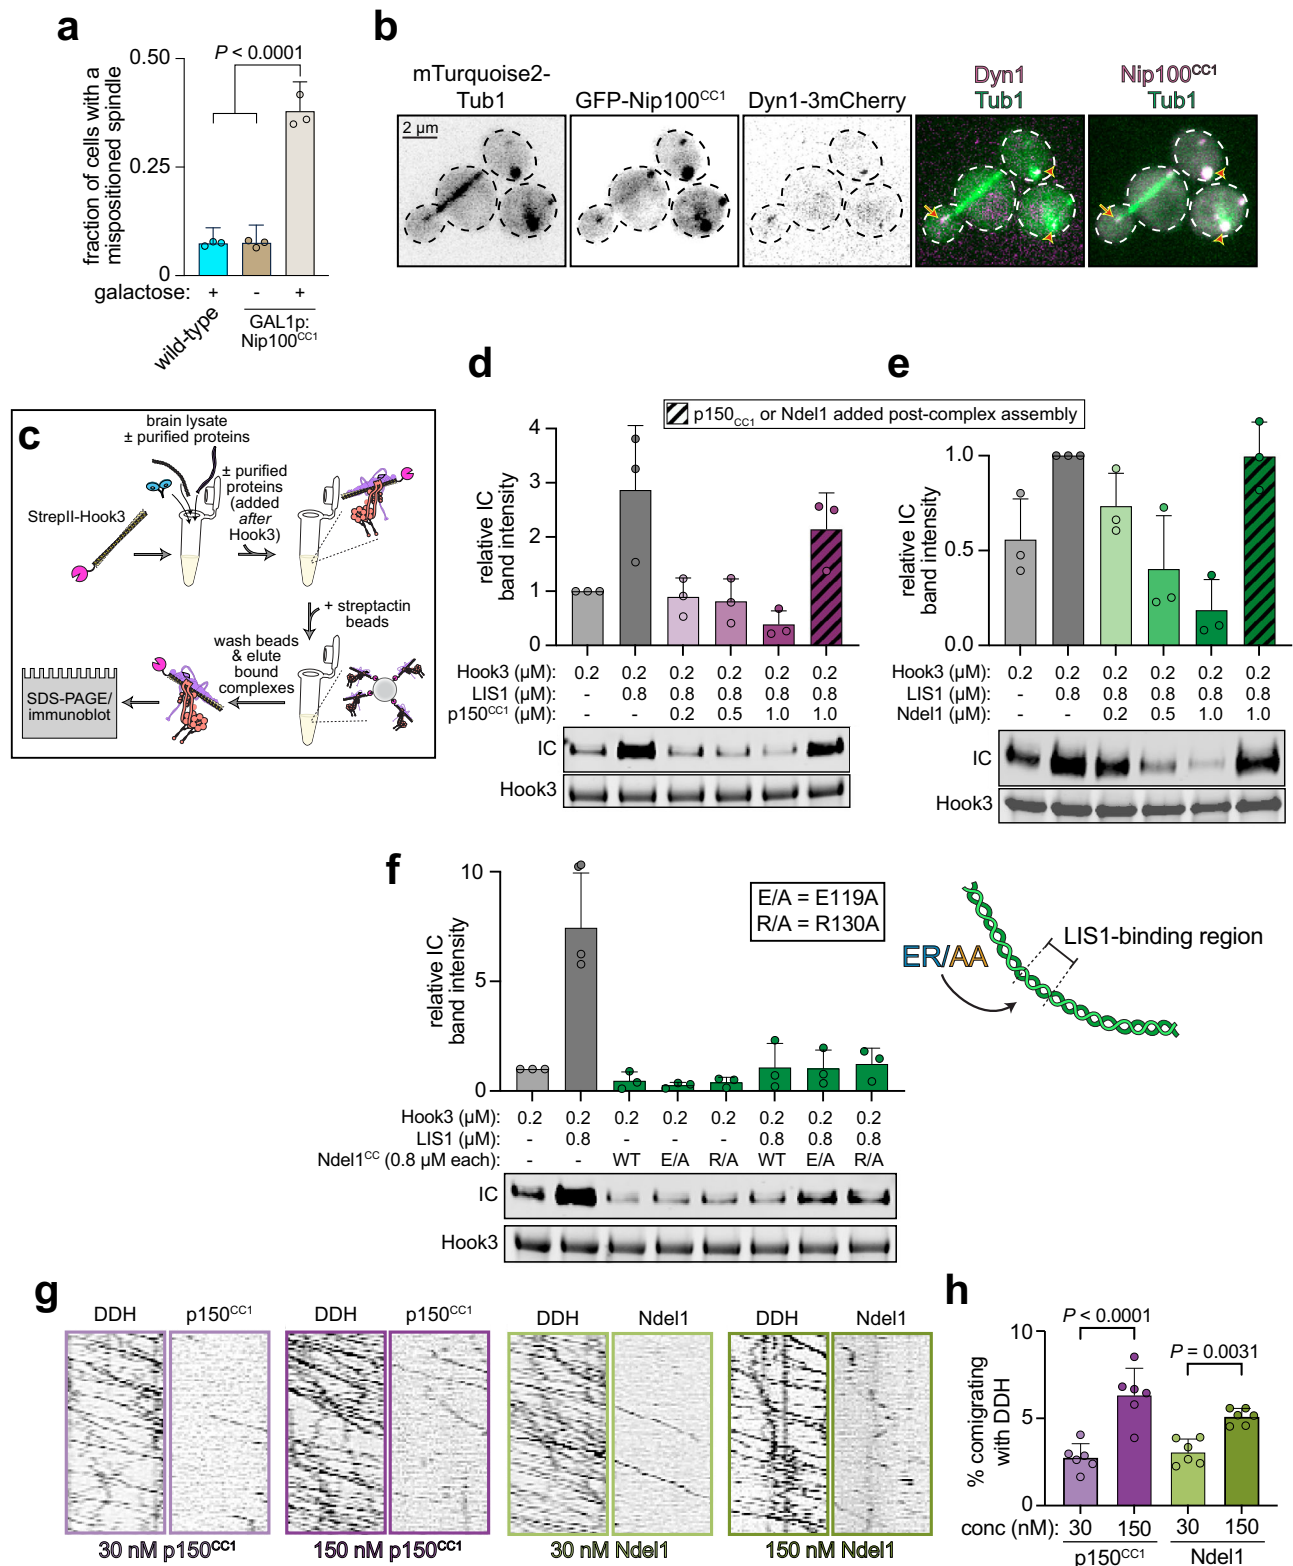 a
fraction of cells with a
mispositioned spindle
0.50
0.25
0
P < 0.0001
galactose: + - +
wild-type
GAL1p:
Nip100CC1
b
mTurquoise2-
Tub1
GFP-Nip100CC1
Dyn1-3mCherry
Dyn1
Tub1
Nip100CC1
Tub1
2 µm
c
brain lysate
± purified proteins
StrepII-Hook3
± purified
proteins
(added
after
Hook3)
+ streptactin
beads
wash beads
& elute
bound
complexes
SDS-PAGE/
immunoblot
p150CC1 or Ndel1 added post-complex assembly
d
relative IC
band intensity
4
3
2
1
0
Hook3 (µM): 0.2 0.2 0.2 0.2 0.2 0.2
LIS1 (µM): - 0.8 0.8 0.8 0.8 0.8
p150CC1 (µM): - - 0.2 0.5 1.0 1.0
IC
Hook3
e
relative IC
band intensity
1.0
0.5
0.0
Hook3 (µM): 0.2 0.2 0.2 0.2 0.2 0.2
LIS1 (µM): - 0.8 0.8 0.8 0.8 0.8
Ndel1 (µM): - - 0.2 0.5 1.0 1.0
IC
Hook3
f
relative IC
band intensity
10
5
0
E/A = E119A
R/A = R130A
ER/AA
LIS1-binding region
Hook3 (µM): 0.2 0.2 0.2 0.2 0.2 0.2 0.2 0.2
LIS1 (µM): - 0.8 - - - 0.8 0.8 0.8
Ndel1CC (0.8 µM each): - - WT E/A R/A WT E/A R/A
IC
Hook3
g
DDH p150CC1 DDH p150CC1 DDH Ndel1 DDH Ndel1
30 nM p150CC1 150 nM p150CC1 30 nM Ndel1 150 nM Ndel1
h
% comigrating
with DDH
10
5
0
P < 0.0001
P = 0.0031
conc (nM): 30 150 30 150
p150CC1 Ndel1